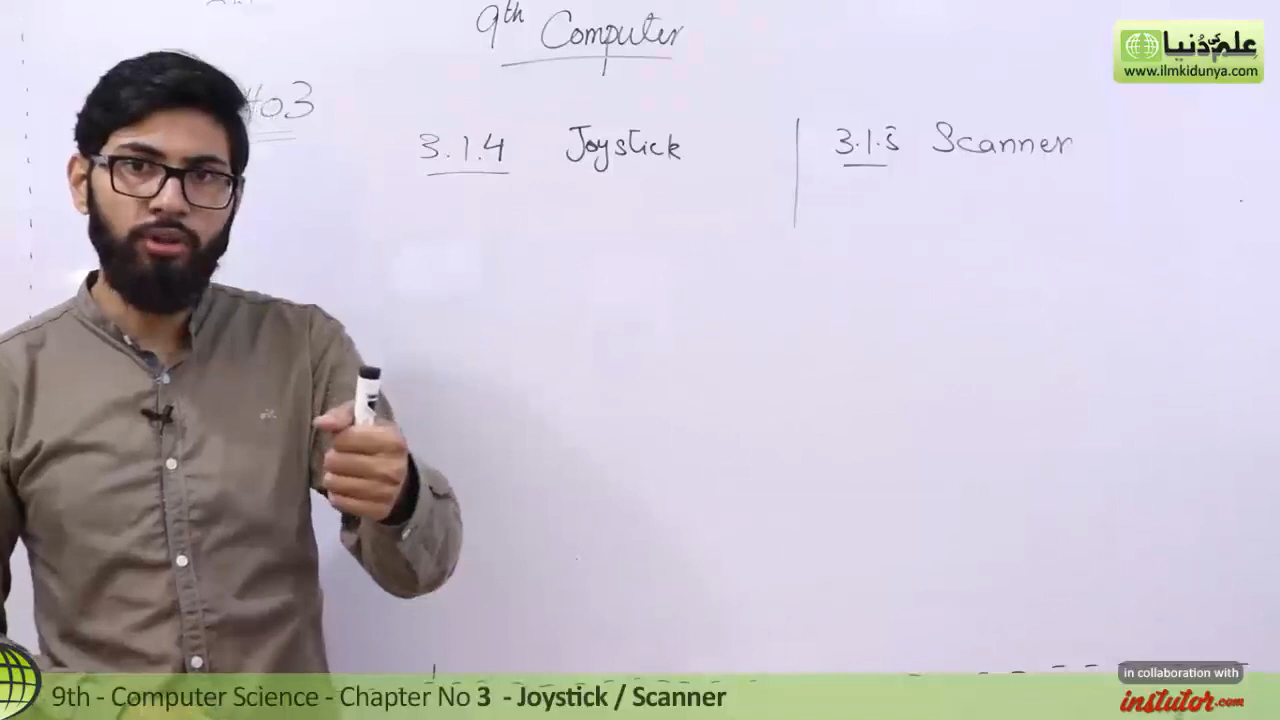 9th Computer
علم کی دُنیا
www.ilmkidunya.com
#03
3.1.4 Joystick
3.1.5 Scanner
in collaboration with
instutor.com
9th - Computer Science - Chapter No 3 - Joystick / Scanner